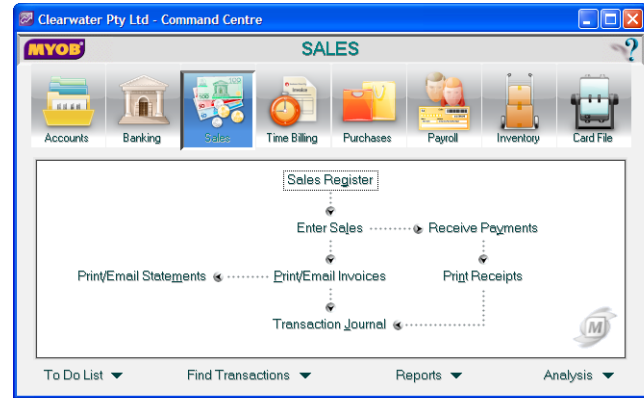 Clearwater Pty Ltd - Command Centre
MYOB
SALES
Accounts
Banking
Sales
Time Billing
Purchases
Payroll
Inventory
Card File
Sales Register
Enter Sales
Receive Payments
Print/Email Statements
Print/Email Invoices
Print Receipts
Transaction Journal
To Do List
Find Transactions
Reports
Analysis